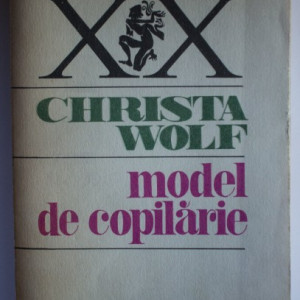 XX
CHRISTA
WOLF
model
de copilărie